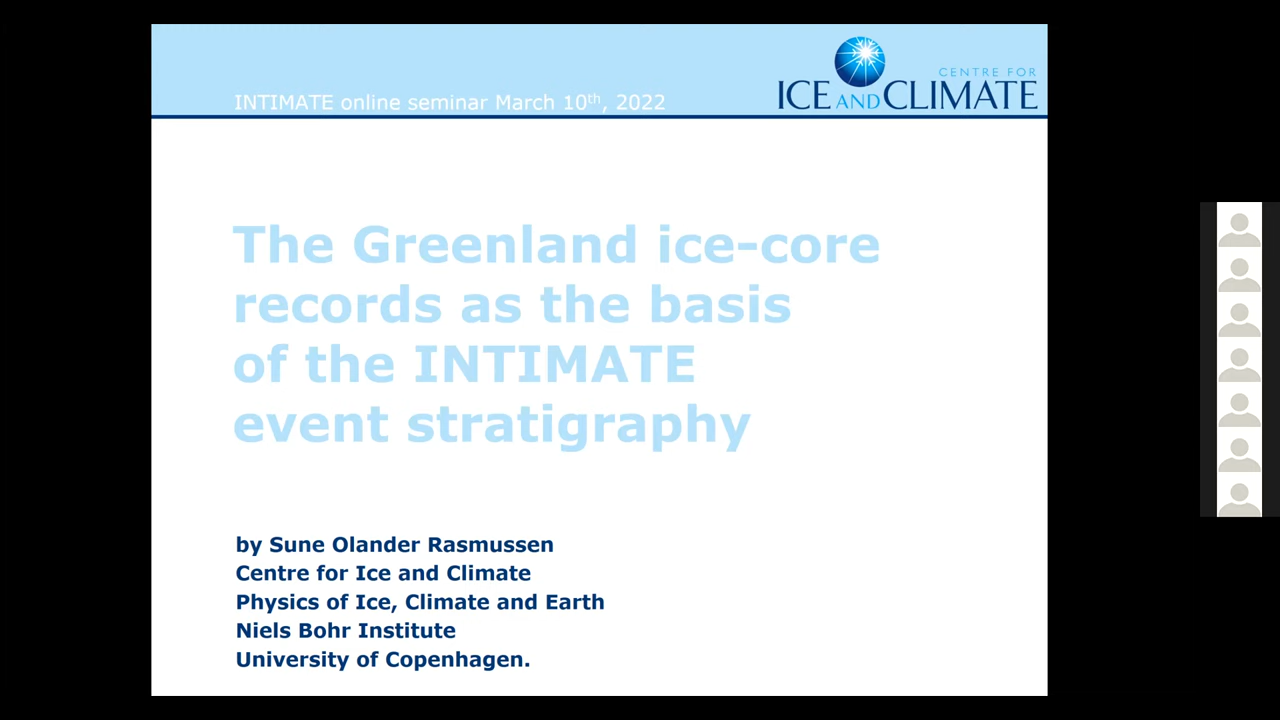 INTIMATE online seminar March 10th, 2022
CENTRE FOR
ICE AND CLIMATE
The Greenland ice-core
records as the basis
of the INTIMATE
event stratigraphy
by Sune Olander Rasmussen
Centre for Ice and Climate
Physics of Ice, Climate and Earth
Niels Bohr Institute
University of Copenhagen.